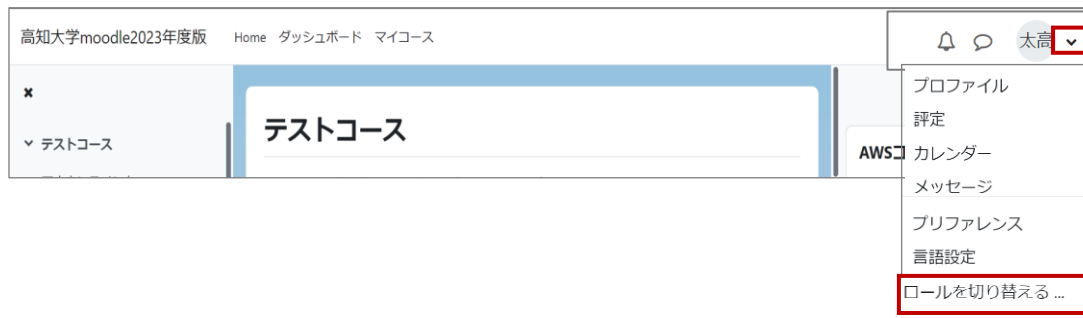 高知大学moodle2023年度版 Home ダッシュボード マイコース
太高
テストコース
テストコース
AWSコ
プロファイル
評定
カレンダー
メッセージ
プリファレンス
言語設定
ロールを切り替える ...